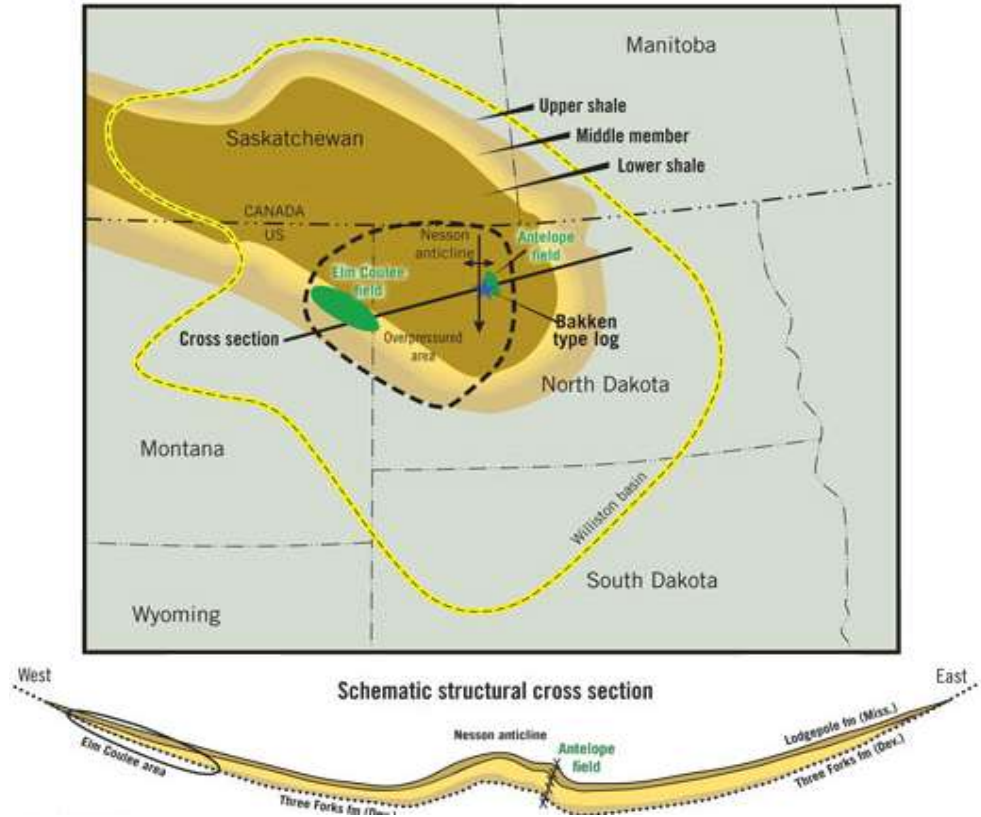 Manitoba
Upper shale
Middle member
Saskatchewan
Lower shale
CANADA
US
Nesson
anticline
Antelope
field
Elm Coulee
field
Cross section
Overpressured
area
Bakken
type log
North Dakota
Montana
Williston basin
South Dakota
Wyoming
West
East
Schematic structural cross section
Elm Coulee area
Nesson anticline
Antelope
field
Lodgepole fm (Miss.)
Three Forks fm (Dev.)
Three Forks fm (Dev.)